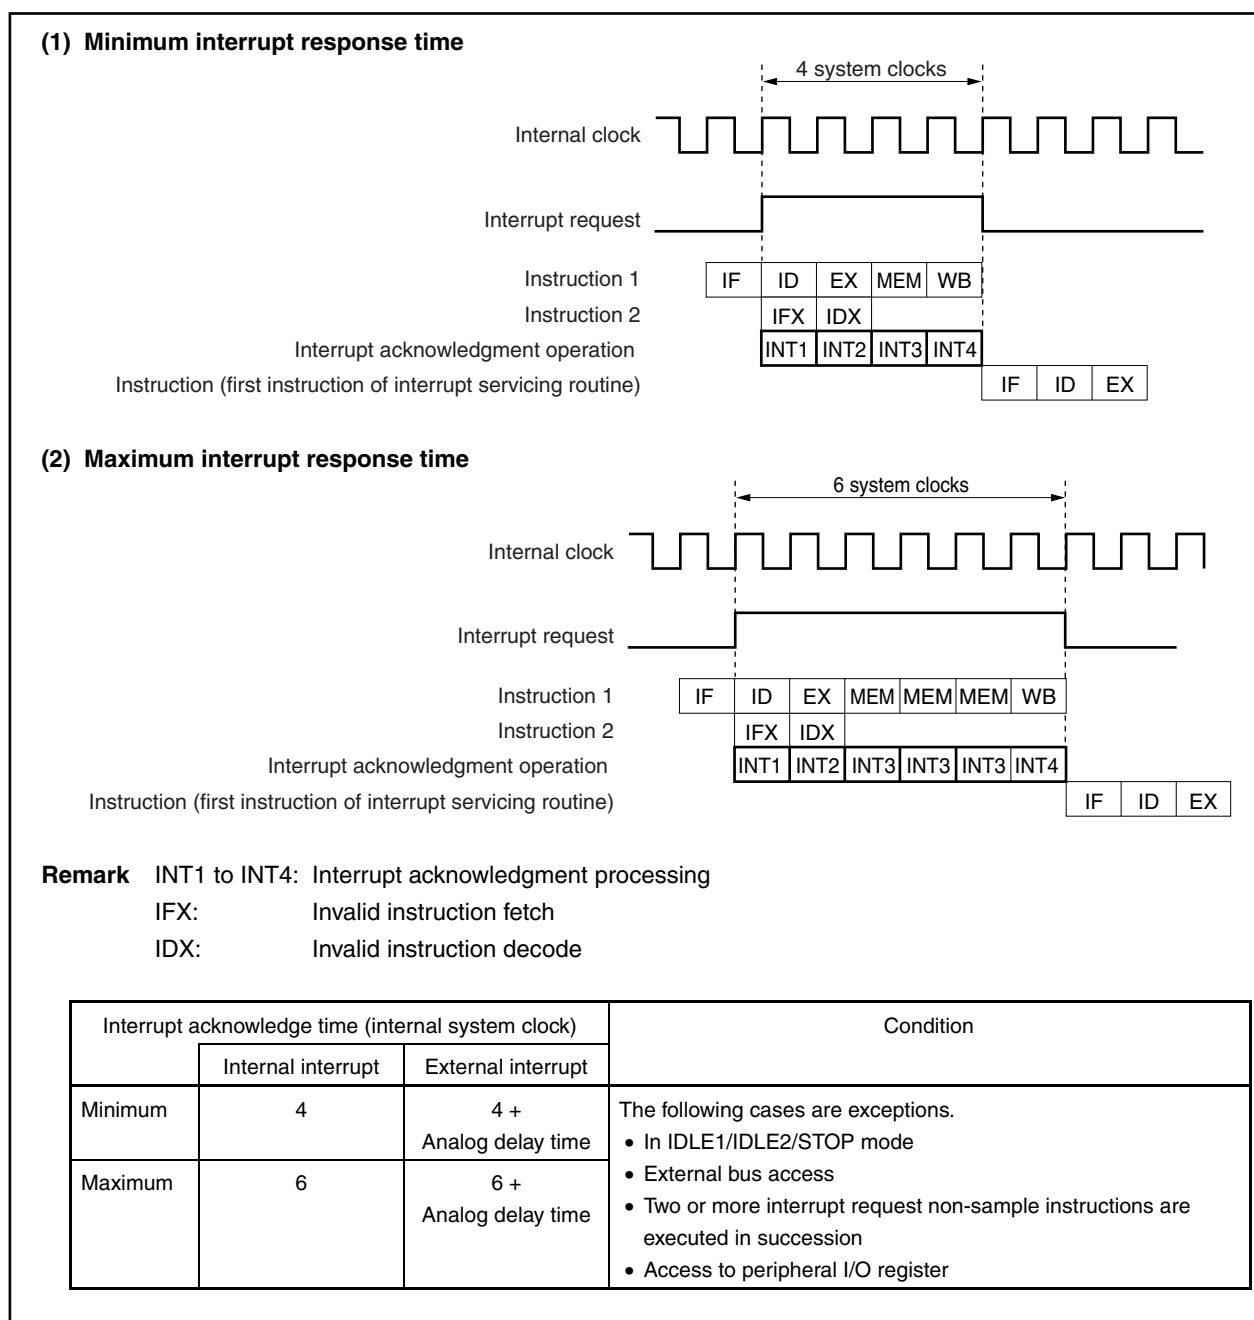 (1) Minimum interrupt response time
4 system clocks
Internal clock
Interrupt request
Instruction 1 IF ID EX MEM WB
Instruction 2 IFX IDX
Interrupt acknowledgment operation INT1 INT2 INT3 INT4
Instruction (first instruction of interrupt servicing routine) IF ID EX
(2) Maximum interrupt response time
6 system clocks
Internal clock
Interrupt request
Instruction 1 IF ID EX MEM MEM MEM WB
Instruction 2 IFX IDX
Interrupt acknowledgment operation INT1 INT2 INT3 INT3 INT3 INT4
Instruction (first instruction of interrupt servicing routine) IF ID EX
Remark INT1 to INT4: Interrupt acknowledgment processing
IFX: Invalid instruction fetch
IDX: Invalid instruction decode
Interrupt acknowledge time (internal system clock) Condition
Internal interrupt External interrupt
Minimum 4 4 + The following cases are exceptions.
Analog delay time • In IDLE1/IDLE2/STOP mode
• External bus access
Maximum 6 6 + • Two or more interrupt request non-sample instructions are
Analog delay time executed in succession
• Access to peripheral I/O register